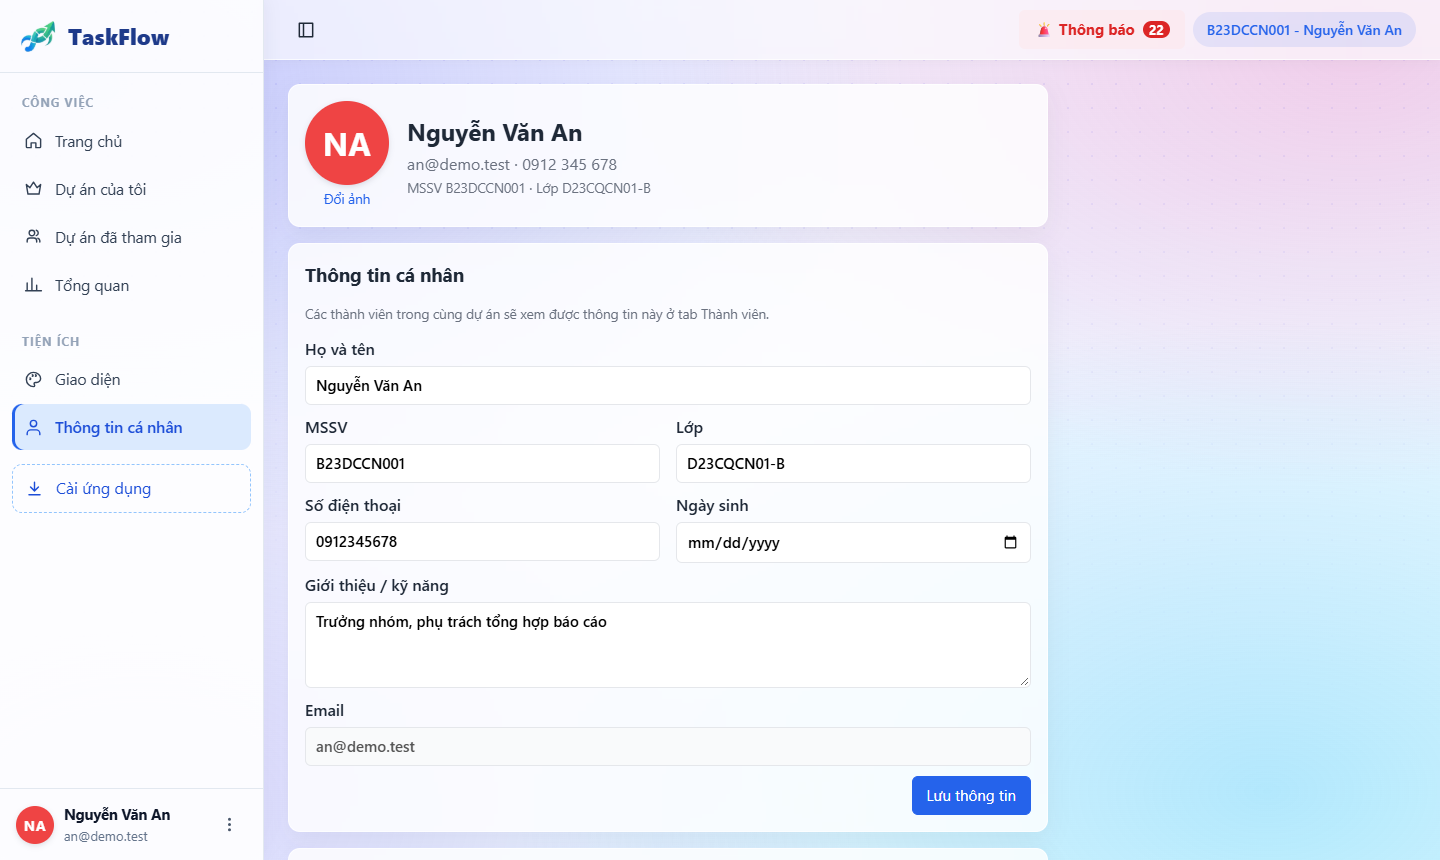 TaskFlow
CÔNG VIỆC
Trang chủ
Dự án của tôi
Dự án đã tham gia
Tổng quan
TIỆN ÍCH
Giao diện
Thông tin cá nhân
Cài ứng dụng
NA
Nguyễn Văn An
an@demo.test
Thông báo 22
B23DCCN001 - Nguyễn Văn An
NA
Đổi ảnh
Nguyễn Văn An
an@demo.test · 0912 345 678
MSSV B23DCCN001 · Lớp D23CQCN01-B
Thông tin cá nhân
Các thành viên trong cùng dự án sẽ xem được thông tin này ở tab Thành viên.
Họ và tên
Nguyễn Văn An
MSSV
B23DCCN001
Lớp
D23CQCN01-B
Số điện thoại
0912345678
Ngày sinh
mm/dd/yyyy
Giới thiệu / kỹ năng
Trưởng nhóm, phụ trách tổng hợp báo cáo
Email
an@demo.test
Lưu thông tin